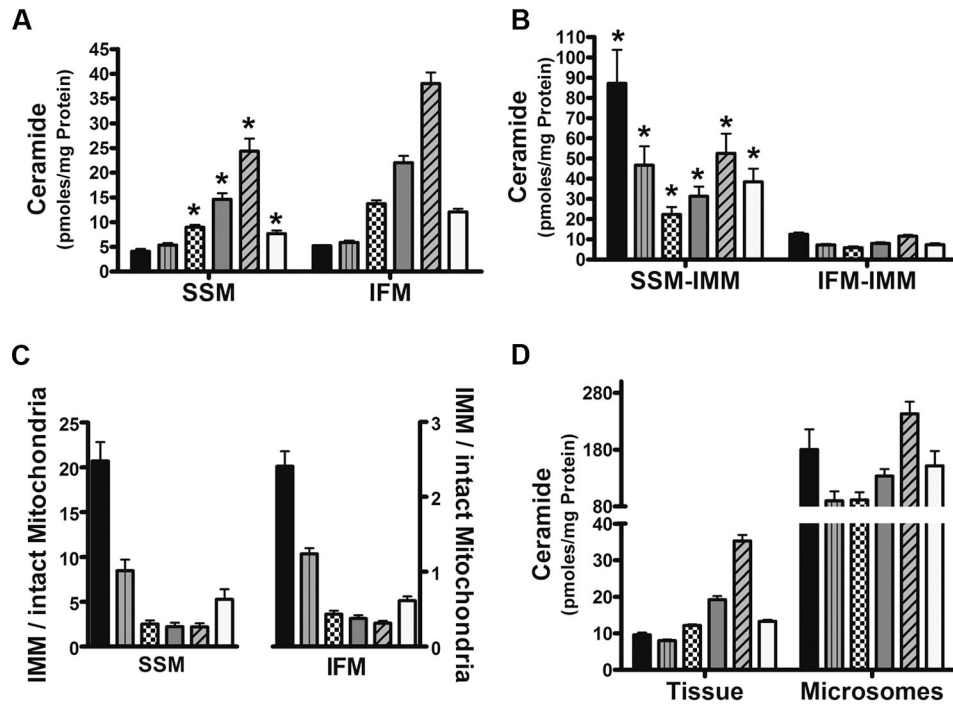 A
Ceramide
(pmoles/mg Protein)
45
40
35
30
25
20
15
10
5
0
*
*
*
*
SSM
IFM
B
Ceramide
(pmoles/mg Protein)
110
100
90
80
70
60
50
40
30
20
10
0
*
*
*
*
*
*
SSM-IMM
IFM-IMM
C
IMM / intact Mitochondria
25
20
15
10
5
0
SSM
IFM
3
2
1
0
IMM / intact Mitochondria
D
Ceramide
(pmoles/mg Protein)
280
180
80
40
30
20
10
0
Tissue
Microsomes